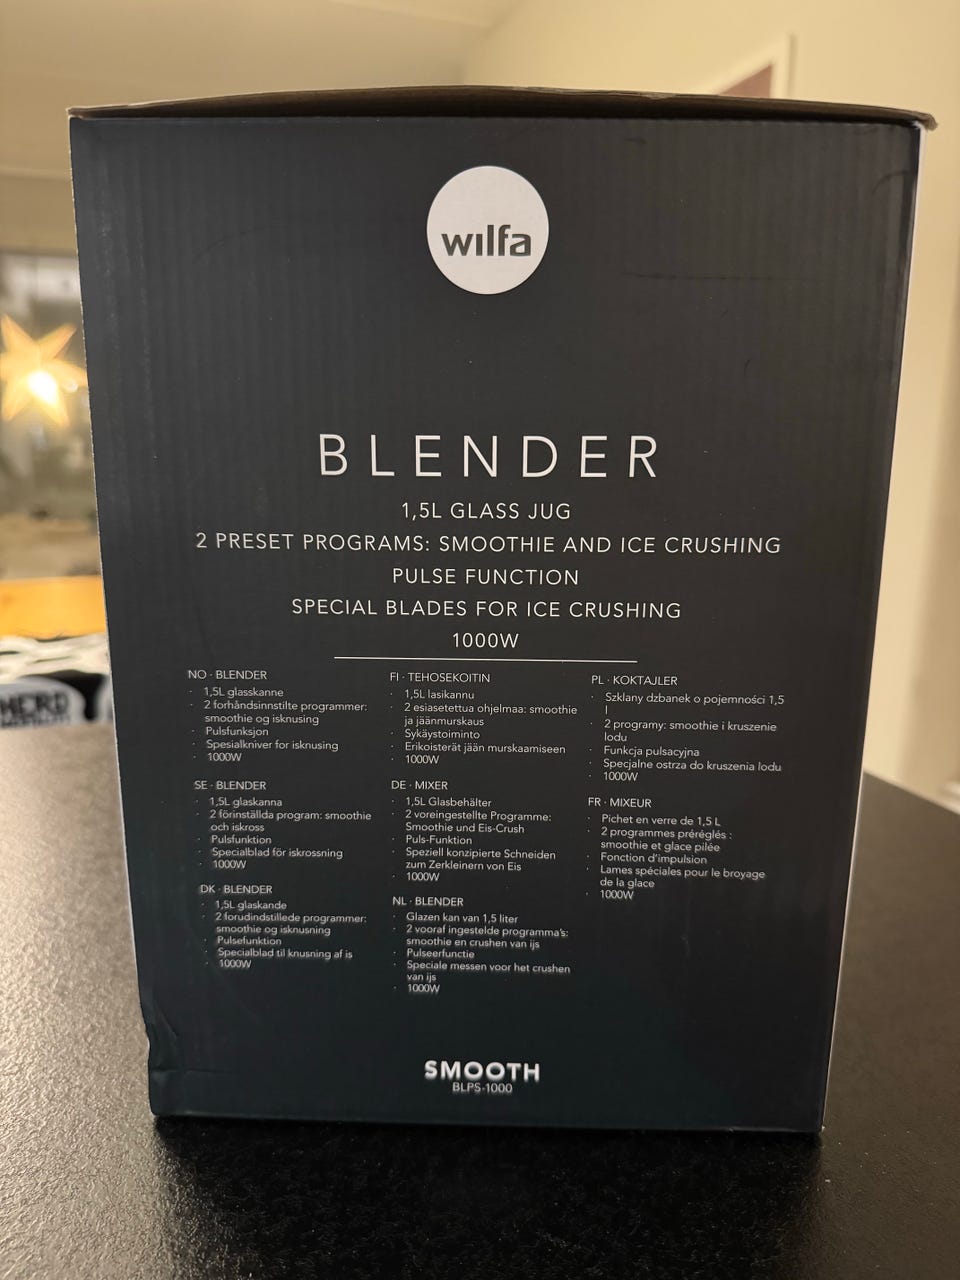 wilfa
BLENDER
1,5L GLASS JUG
2 PRESET PROGRAMS: SMOOTHIE AND ICE CRUSHING
PULSE FUNCTION
SPECIAL BLADES FOR ICE CRUSHING
1000W
NO · BLENDER
· 1,5L glasskanne
· 2 forhåndsinnstilte programmer:
smoothie og isknusing
· Pulsfunksjon
· Spesialkniver for isknusing
· 1000W
SE · BLENDER
· 1,5L glaskanna
· 2 förinställda program: smoothie
och iskross
· Pulsfunktion
· Specialblad för iskrossning
· 1000W
DK · BLENDER
· 1,5L glaskande
· 2 forudindstillede programmer:
smoothie og isknusning
· Pulsefunktion
· Specialblad til knusning af is
· 1000W
FI · TEHOSEKOITIN
· 1,5L lasikannu
· 2 esiasetettua ohjelmaa: smoothie
ja jäänmurskaus
· Sykäystoiminto
· Erikoisterät jään murskaamiseen
· 1000W
DE · MIXER
· 1,5L Glasbehälter
· 2 voreingestellte Programme:
Smoothie und Eis-Crush
· Puls-Funktion
· Speziell konzipierte Schneiden
zum Zerkleinern von Eis
· 1000W
NL · BLENDER
· Glazen kan van 1,5 liter
· 2 vooraf ingestelde programma's:
smoothie en crushen van ijs
· Pulseerfunctie
· Speciale messen voor het crushen
van ijs
· 1000W
PL · KOKTAJLER
· Szklany dzbanek o pojemności 1,5
l
· 2 programy: smoothie i kruszenie
lodu
· Funkcja pulsacyjna
· Specjalne ostrza do kruszenia lodu
· 1000W
FR · MIXEUR
· Pichet en verre de 1,5 L
· 2 programmes préréglés :
smoothie et glace pilée
· Fonction d'impulsion
· Lames spéciales pour le broyage
de la glace
· 1000W
SMOOTH
BLPS-1000